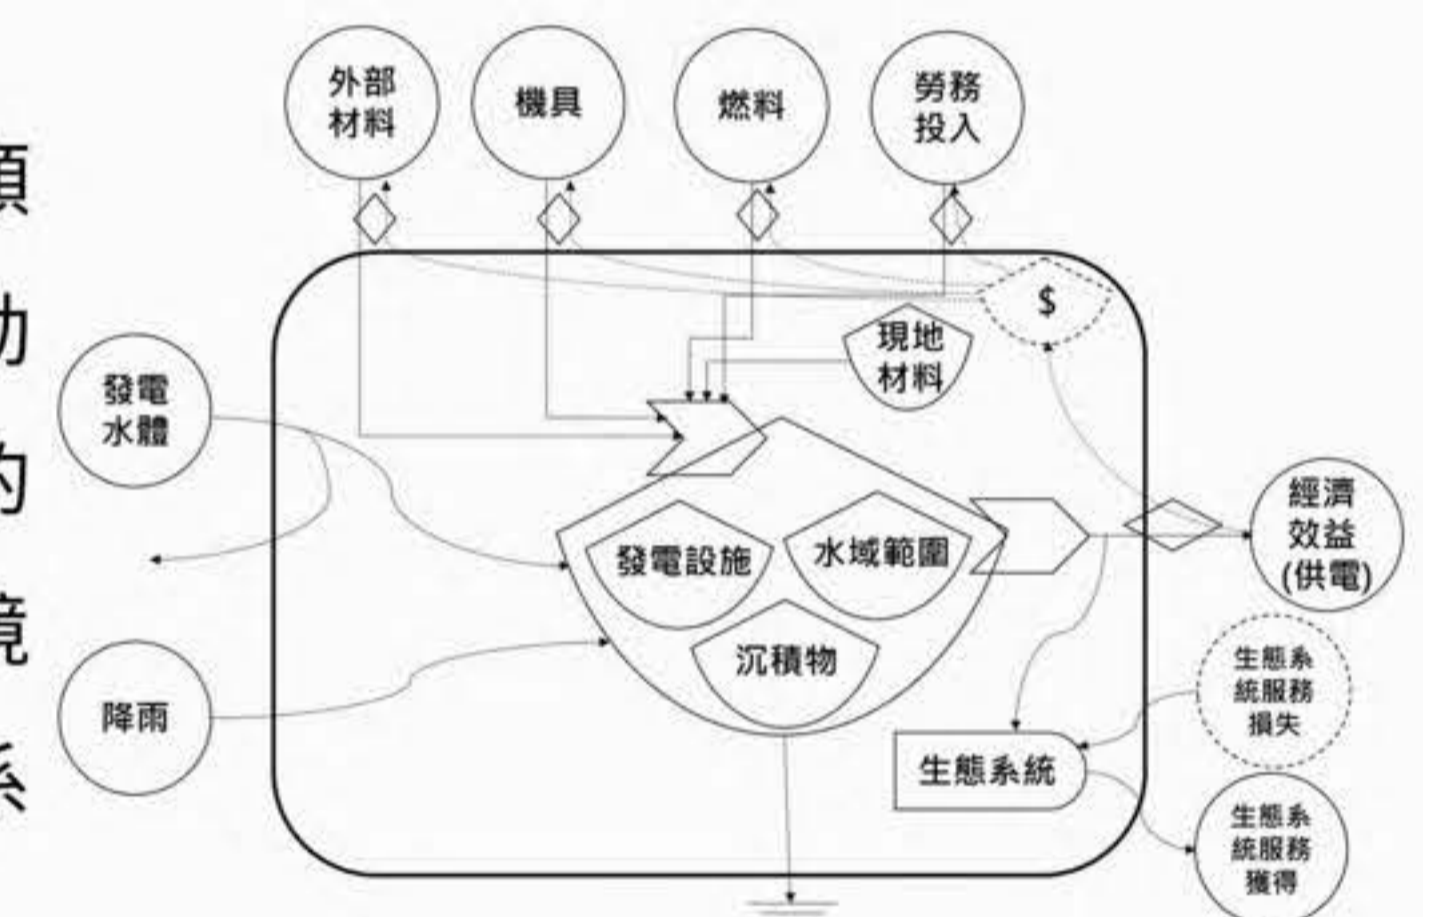 外部
材料
機具
燃料
勞務
投入
$
現地
材料
發電
水體
降雨
發電設施
水域範圍
沉積物
經濟
效益
(供電)
生態系
統服務
損失
生態系統
生態系
統服務
獲得